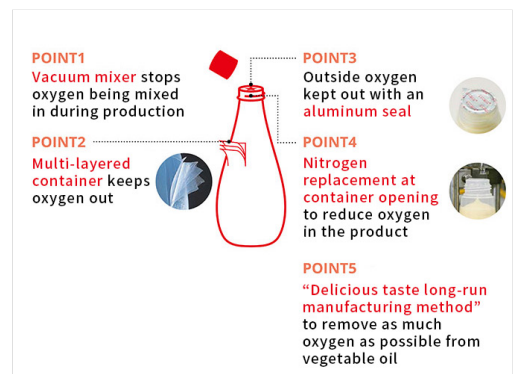 POINT1
Vacuum mixer stops
oxygen being mixed
in during production
POINT2
Multi-layered
container keeps
oxygen out
POINT3
Outside oxygen
kept out with an
aluminum seal
POINT4
Nitrogen
replacement at
container opening
to reduce oxygen
in the product
POINT5
“Delicious taste long-run
manufacturing method”
to remove as much
oxygen as possible from
vegetable oil